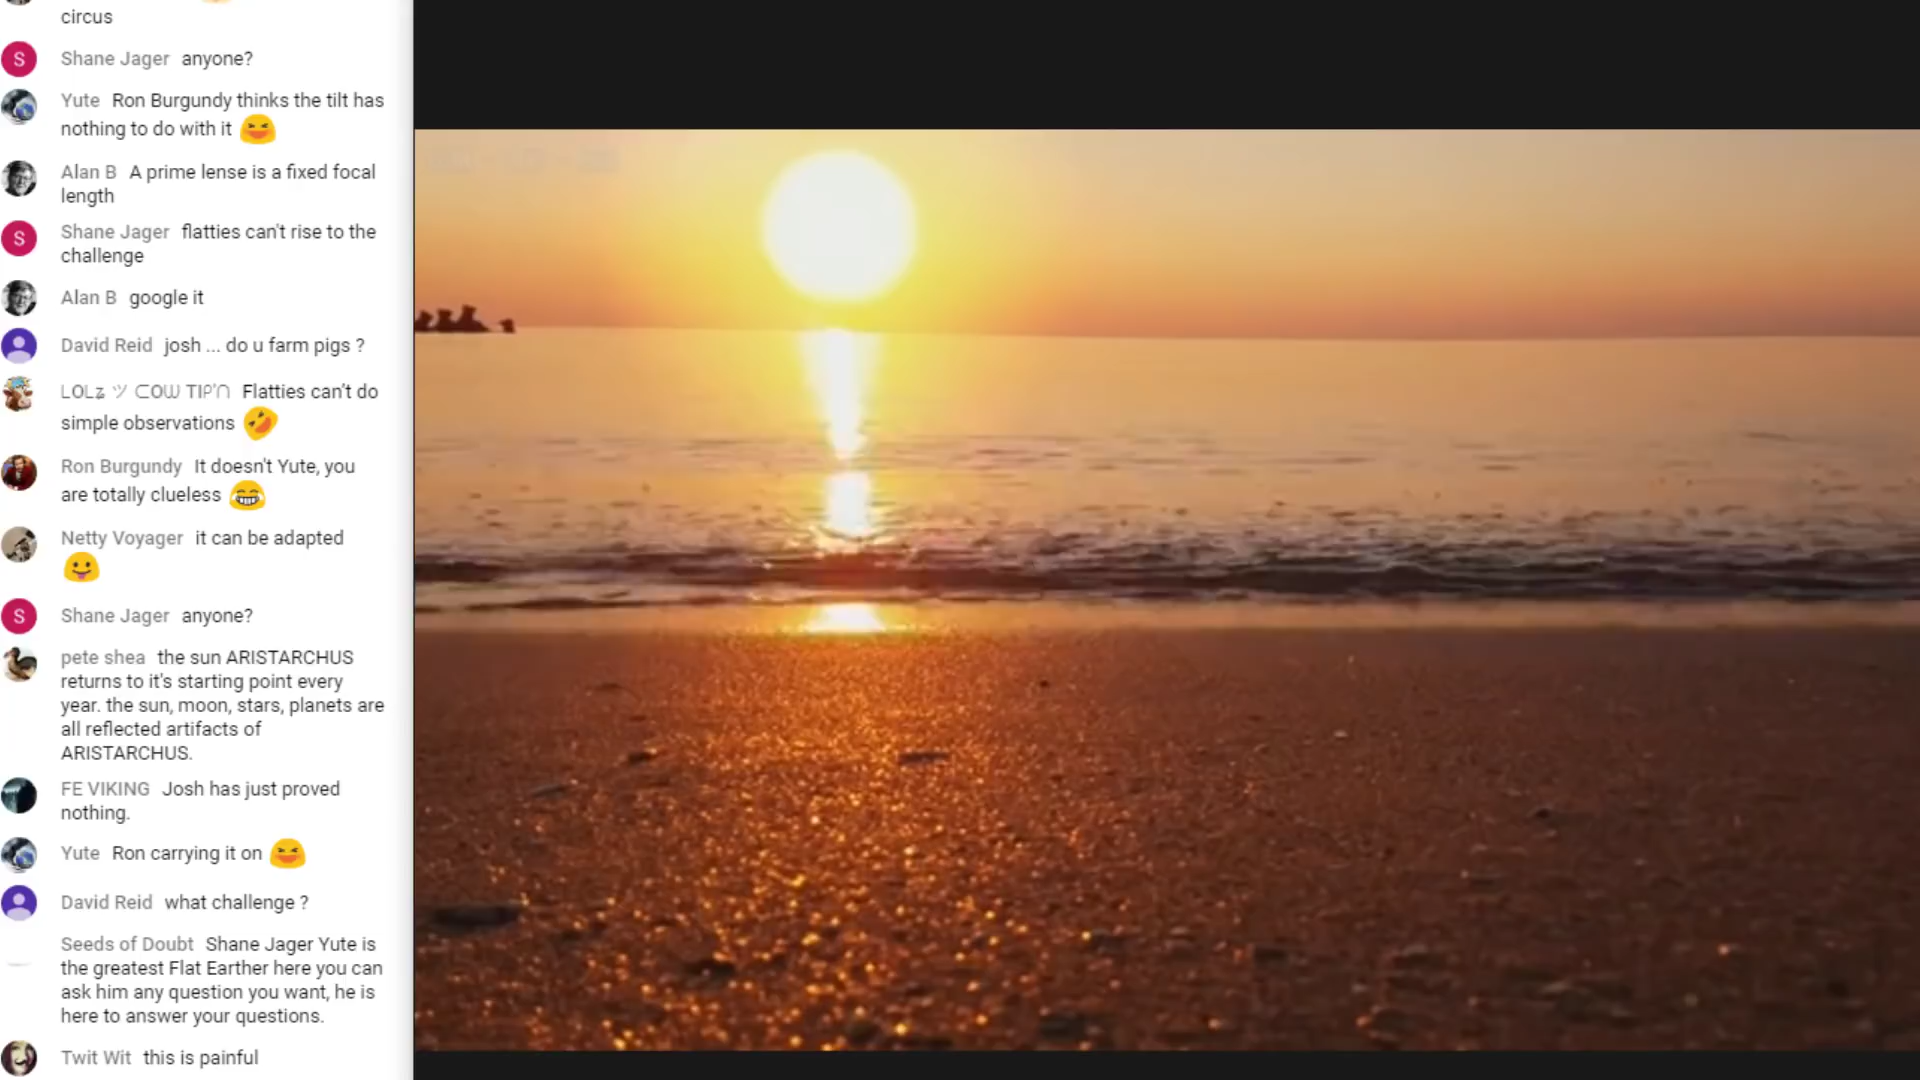 circus
S Shane Jager anyone?
Yute Ron Burgundy thinks the tilt has
nothing to do with it
Alan B A prime lense is a fixed focal
length
S Shane Jager flatties can't rise to the
challenge
Alan B google it
David Reid josh ... do u farm pigs ?
LOLʑ ツ ᑕOᗯ TIᑭ'ᑎ Flatties can't do
simple observations
Ron Burgundy It doesn't Yute, you
are totally clueless
Netty Voyager it can be adapted
S Shane Jager anyone?
pete shea the sun ARISTARCHUS
returns to it's starting point every
year. the sun, moon, stars, planets are
all reflected artifacts of
ARISTARCHUS.
FE VIKING Josh has just proved
nothing.
Yute Ron carrying it on
David Reid what challenge ?
Seeds of Doubt Shane Jager Yute is
the greatest Flat Earther here you can
ask him any question you want, he is
here to answer your questions.
Twit Wit this is painful